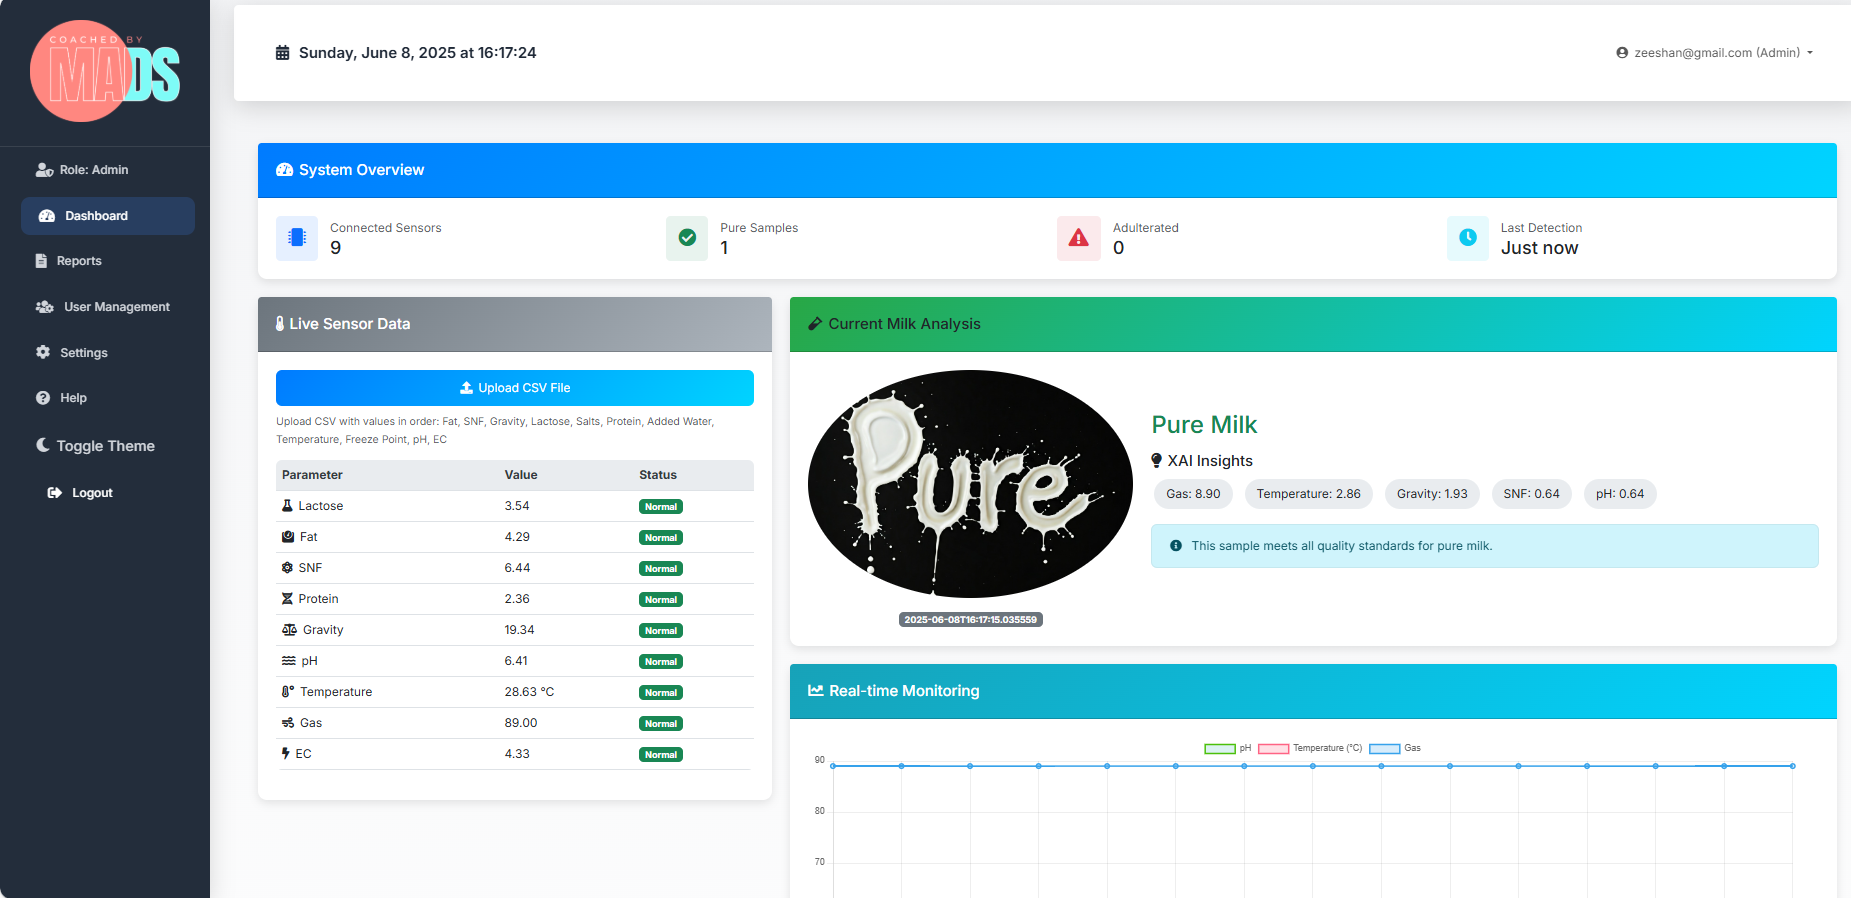 COACHED BY
MADS
Role: Admin
Dashboard
Reports
User Management
Settings
Help
Toggle Theme
Logout
Sunday, June 8, 2025 at 16:17:24
zeeshan@gmail.com (Admin)
System Overview
Connected Sensors
9
Pure Samples
1
Adulterated
0
Last Detection
Just now
Live Sensor Data
Upload CSV File
Upload CSV with values in order: Fat, SNF, Gravity, Lactose, Salts, Protein, Added Water,
Temperature, Freeze Point, pH, EC
Parameter Value Status
Lactose 3.54 Normal
Fat 4.29 Normal
SNF 6.44 Normal
Protein 2.36 Normal
Gravity 19.34 Normal
pH 6.41 Normal
Temperature 28.63 °C Normal
Gas 89.00 Normal
EC 4.33 Normal
Current Milk Analysis
Pure
2025-06-08T16:17:15.035559
Pure Milk
XAI Insights
Gas: 8.90 Temperature: 2.86 Gravity: 1.93 SNF: 0.64 pH: 0.64
This sample meets all quality standards for pure milk.
Real-time Monitoring
pH Temperature (°C) Gas
90
80
70